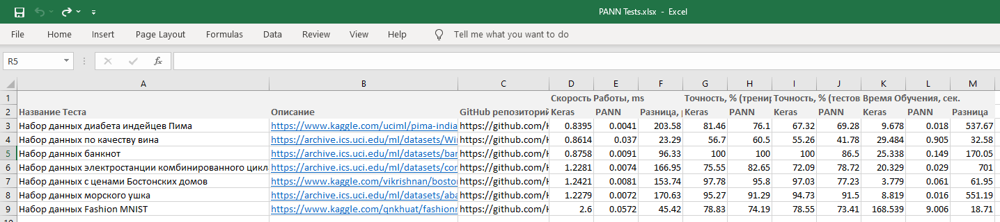 PANN Tests.xlsx - Excel
File Home Insert Page Layout Formulas Data Review View Help Tell me what you want to do
R5 fx
A B C D E F G H I J K L M
1 Скорость Работы, ms Точность, % (трени Точность, % (тестов Время Обучения, сек.
2 Название Теста Описание GitHub репозиторий Keras PANN Разница, Keras PANN Keras PANN Keras PANN Разница
3 Набор данных диабета индейцев Пима https://www.kaggle.com/uciml/pima-india https://github.com/H 0.8395 0.0041 203.58 81.46 76.1 67.32 69.28 9.678 0.018 537.67
4 Набор данных по качеству вина https://archive.ics.uci.edu/ml/datasets/Wi https://github.com/H 0.8614 0.037 23.29 56.7 60.5 55.26 41.78 29.484 0.905 32.58
5 Набор данных банкнот https://archive.ics.uci.edu/ml/datasets/ban https://github.com/H 0.8758 0.0091 96.33 100 100 100 86.5 25.338 0.149 170.05
6 Набор данных электростанции комбинированного цикл https://archive.ics.uci.edu/ml/datasets/con https://github.com/H 1.2281 0.0074 166.95 75.55 82.65 72.09 78.72 20.329 0.029 701
7 Набор данных с ценами Бостонских домов https://www.kaggle.com/vikrishnan/bosto https://github.com/H 1.2421 0.0081 153.74 97.78 95.8 97.03 77.23 3.779 0.061 61.95
8 Набор данных морского ушка https://archive.ics.uci.edu/ml/datasets/aba https://github.com/H 1.2279 0.0072 170.63 95.27 91.29 94.73 91.5 8.819 0.016 551.19
9 Набор данных Fashion MNIST https://www.kaggle.com/qnkhuat/fashionm https://github.com/H 2.6 0.0572 45.42 78.83 74.19 78.55 73.41 168.539 9.006 18.71